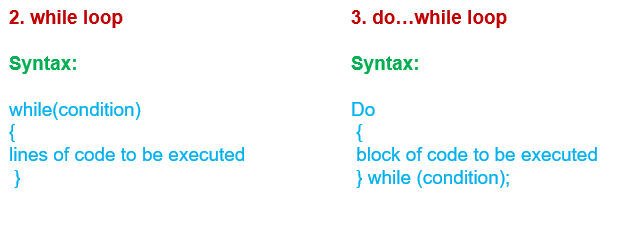 2. while loop
Syntax:
while(condition)
{
lines of code to be executed
}
3. do…while loop
Syntax:
Do
{
block of code to be executed
} while (condition);